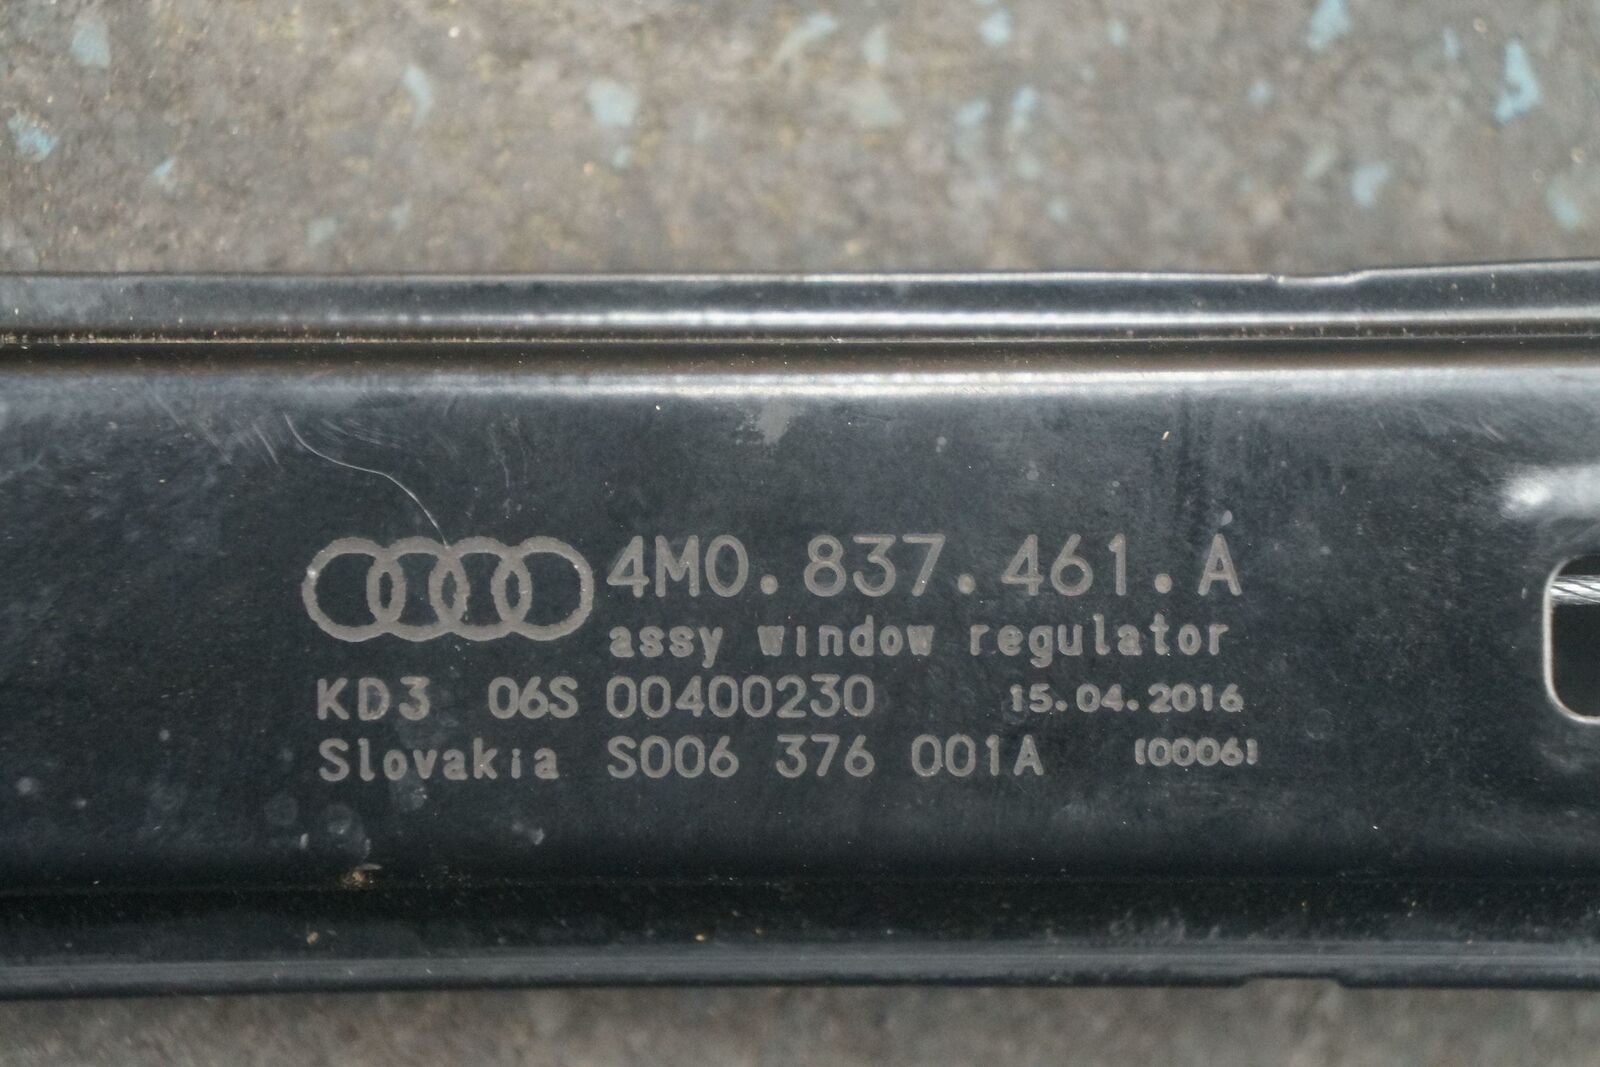 4M0.837.461.A
assy window regulator
KD3 06S 00400230 15.04.2016
Slovakia S006 376 001A (0006)